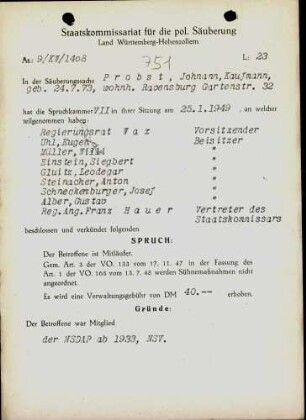 Staatskommissariat für die pol. Säuberung
Land Württemberg-Hohenzollern
Az.: 9/XV/1408
L: 23
751
In der Säuberungssache Probst, Johann, Kaufmann,
geb. 24.7.73, wohnh. Ravensburg Gartenstr. 32
hat die Spruchkammer VII in ihrer Sitzung am 25.1.1949 , an welcher
teilgenommen haben:
Regierungsrat Wax Vorsitzender
Uhl, Eugen Beisitzer
Müller, "
Einstein, Siegbert "
Gluitz, Leodegar "
Steinacher, Anton "
Schneckenburger, Josef "
Alber, Gustav "
Reg.Ang. Franz Hauer Vertreter des
Staatskommissars
beschlossen und verkündet folgenden
SPRUCH:
Der Betroffene ist Mitläufer.
Gem. Art. 3 der VO. 133 vom 17. 11. 47 in der Fassung des
Art. 1 der VO. 165 vom 13. 7. 48 werden Sühnemaßnahmen nicht
angeordnet.
Es wird eine Verwaltungsgebühr von DM 40.-- erhoben.
Gründe:
Der Betroffene war Mitglied
der NSDAP ab 1933, NSV.